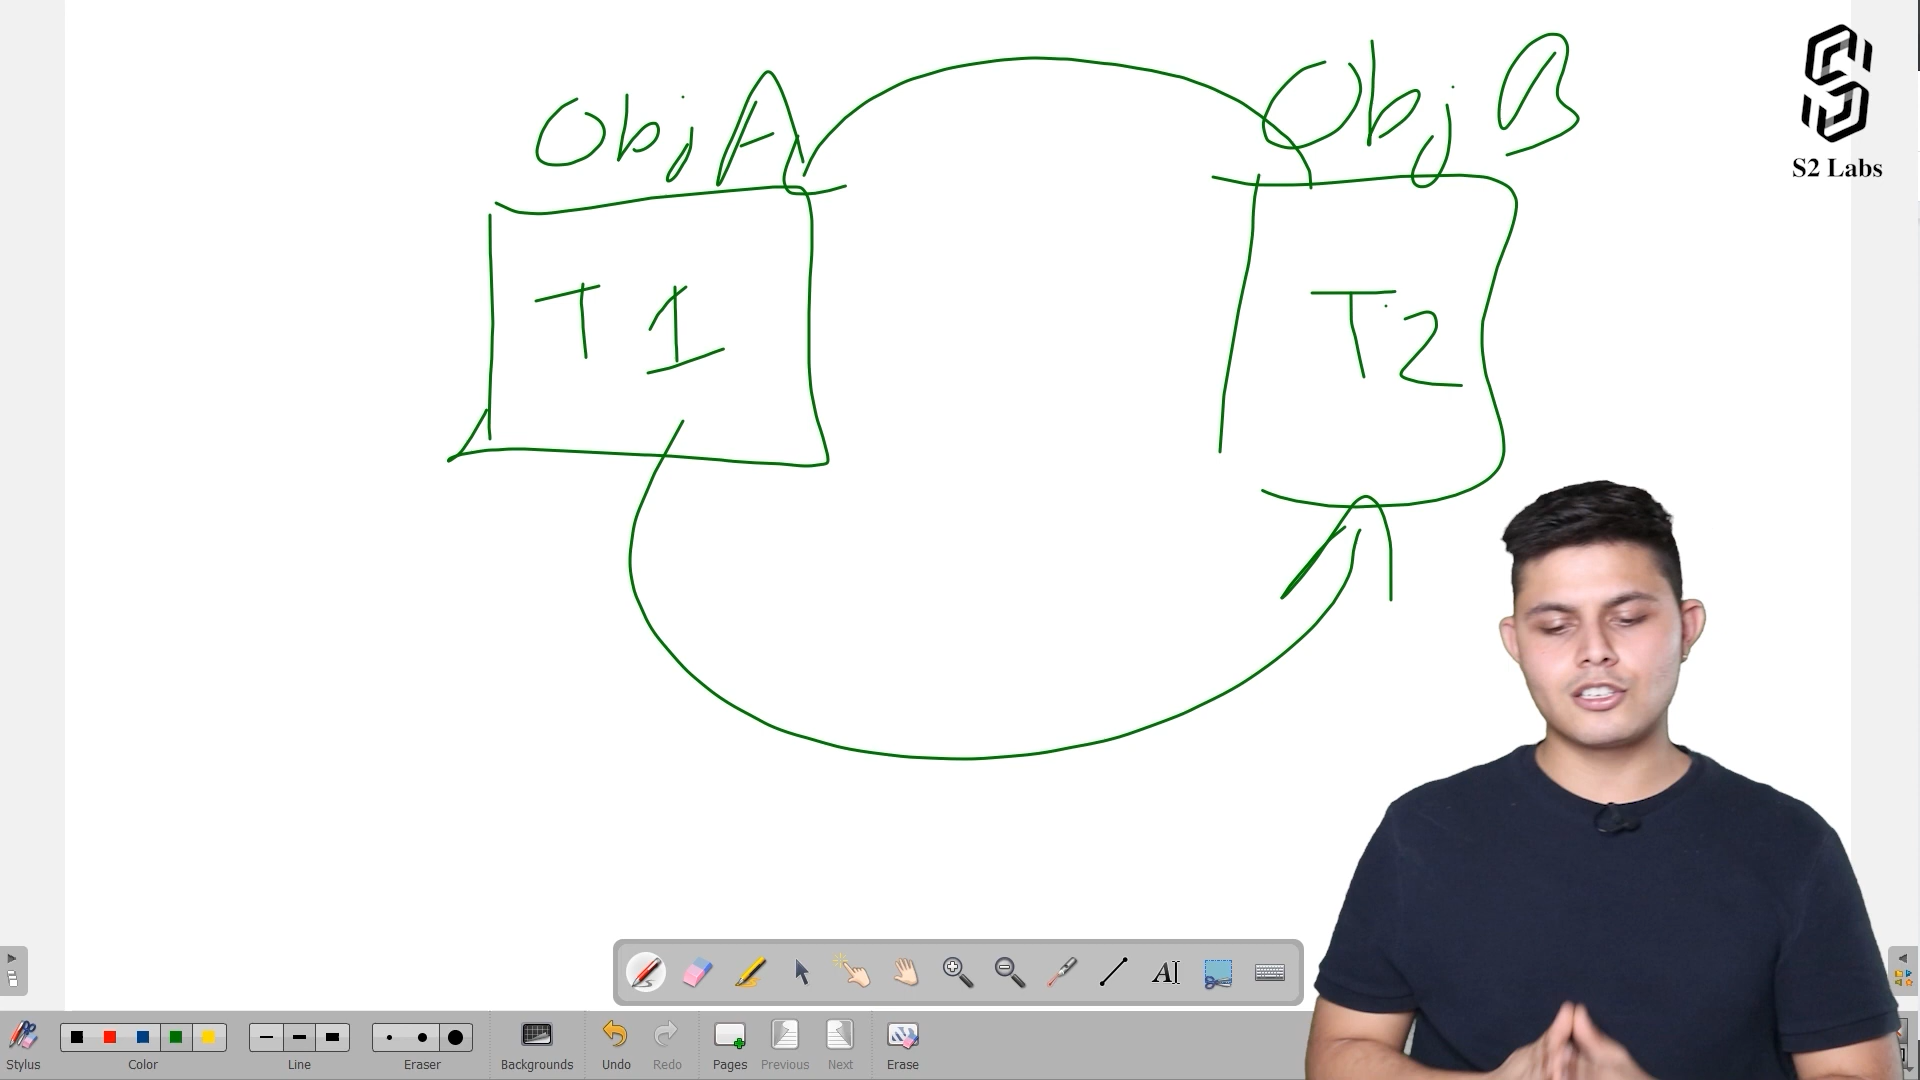 Obj A
Obj B
S2 Labs
T1
T2
Stylus
Color
Line
Eraser
Backgrounds
Undo
Redo
Pages
Previous
Next
Erase